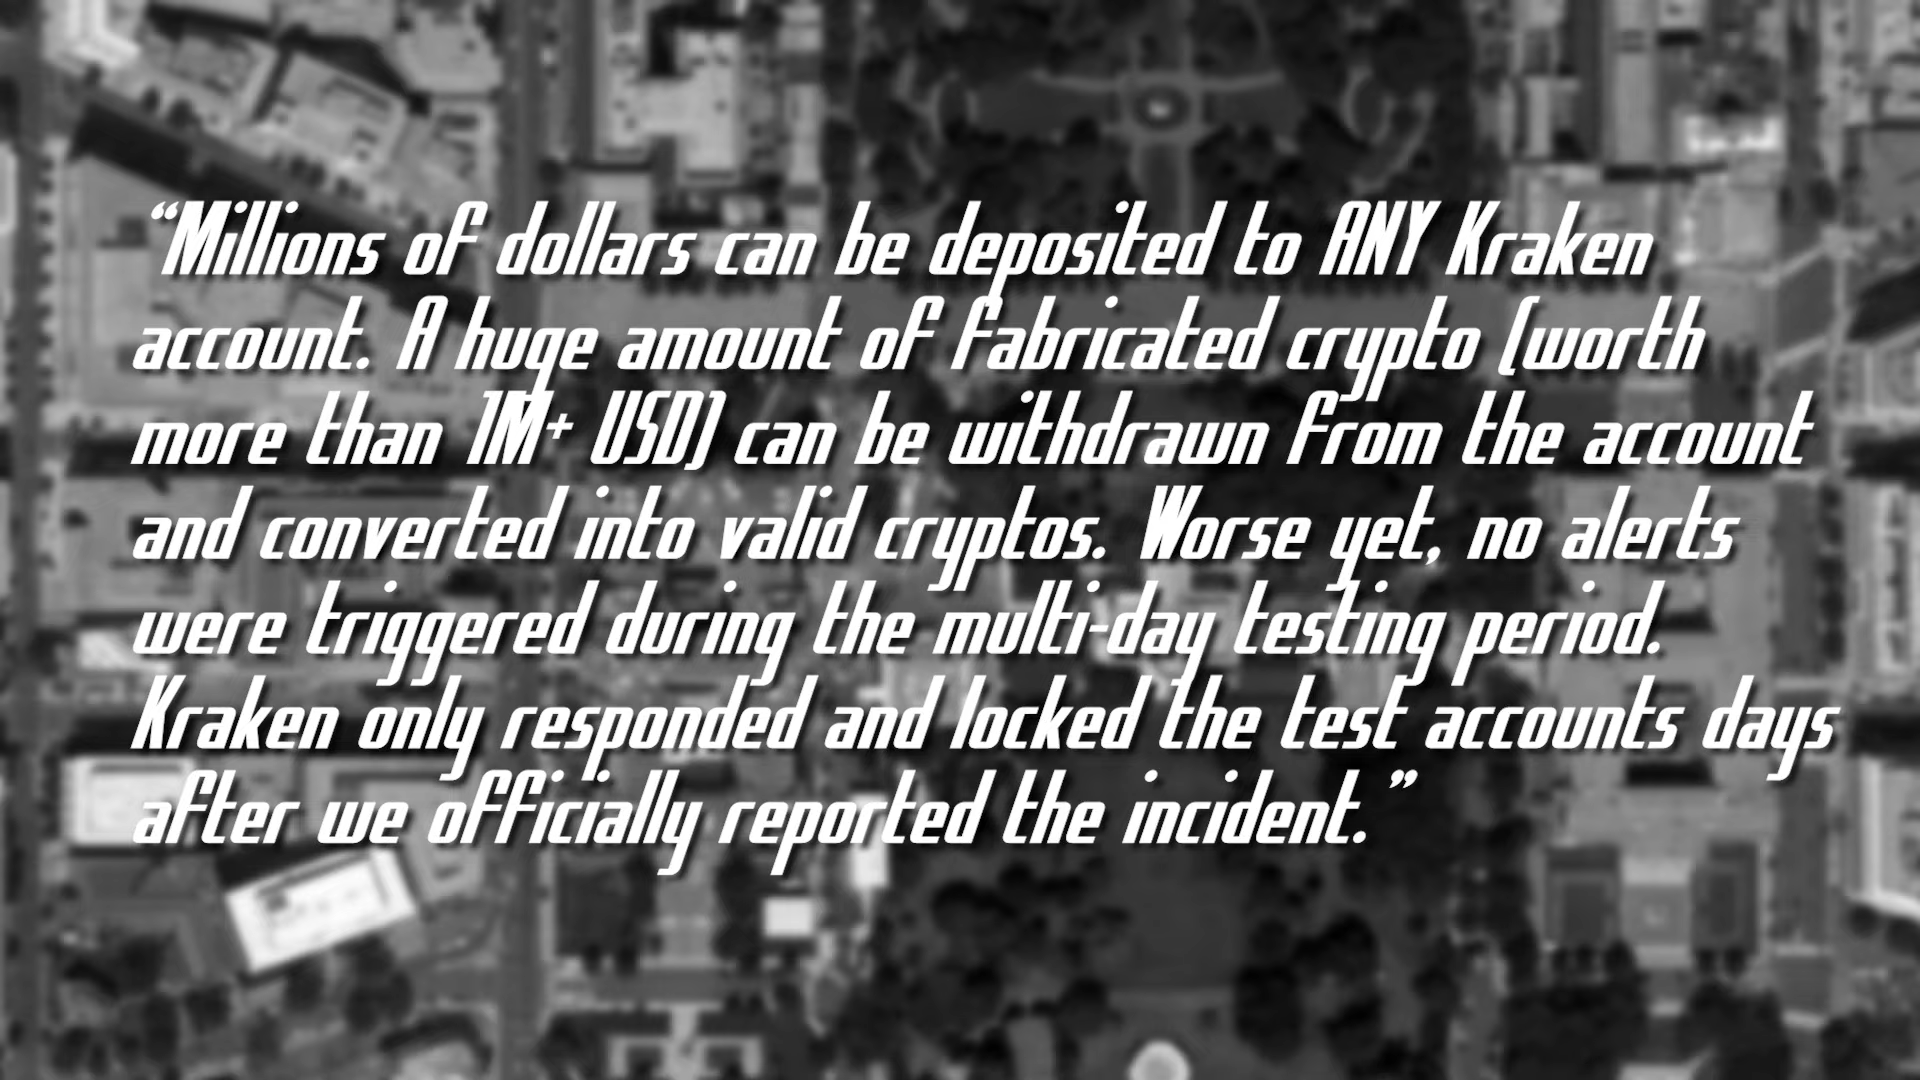 “Millions of dollars can be deposited to ANY Kraken
account. A huge amount of fabricated crypto (worth
more than 1M+ USD) can be withdrawn from the account
and converted into valid cryptos. Worse yet, no alerts
were triggered during the multi-day testing period.
Kraken only responded and locked the test accounts days
after we officially reported the incident.”